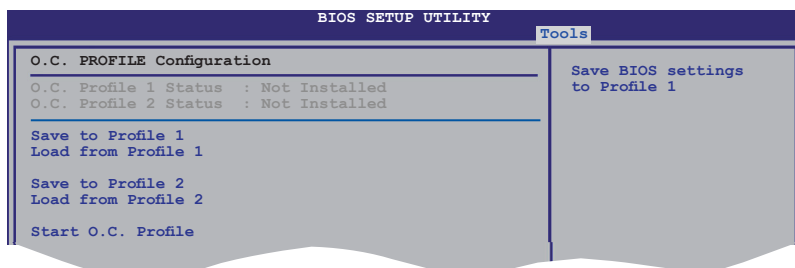 BIOS SETUP UTILITY
Tools
O.C. PROFILE Configuration
O.C. Profile 1 Status : Not Installed
O.C. Profile 2 Status : Not Installed
Save to Profile 1
Load from Profile 1
Save to Profile 2
Load from Profile 2
Start O.C. Profile
Save BIOS settings
to Profile 1